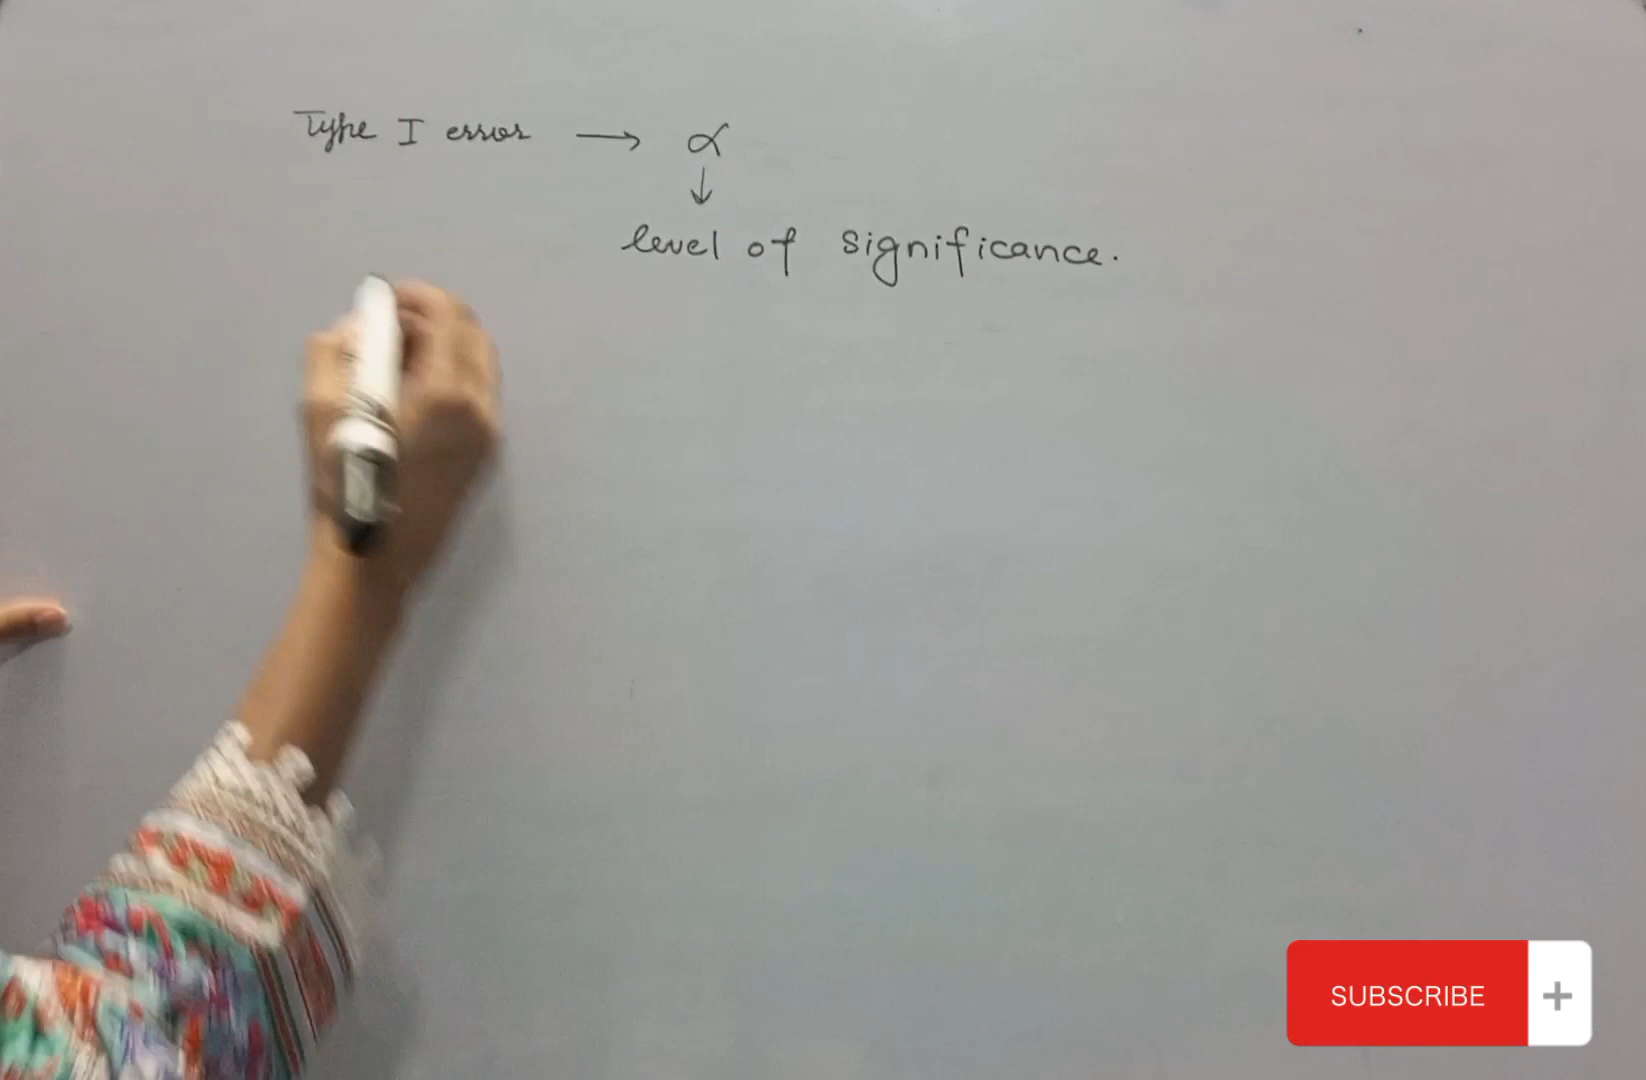 Type I error → α
↓
level of significance.
SUBSCRIBE +